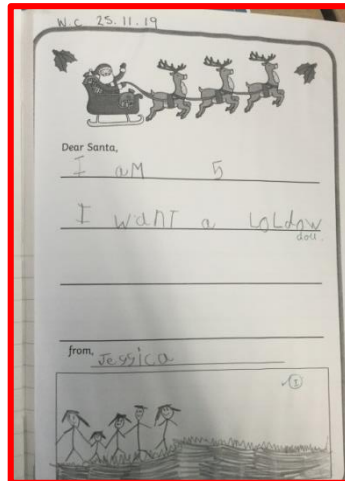 W.C 25.11.19
Dear Santa,
I aM 5
I waNT a LoLdow
doll.
from, Jessica